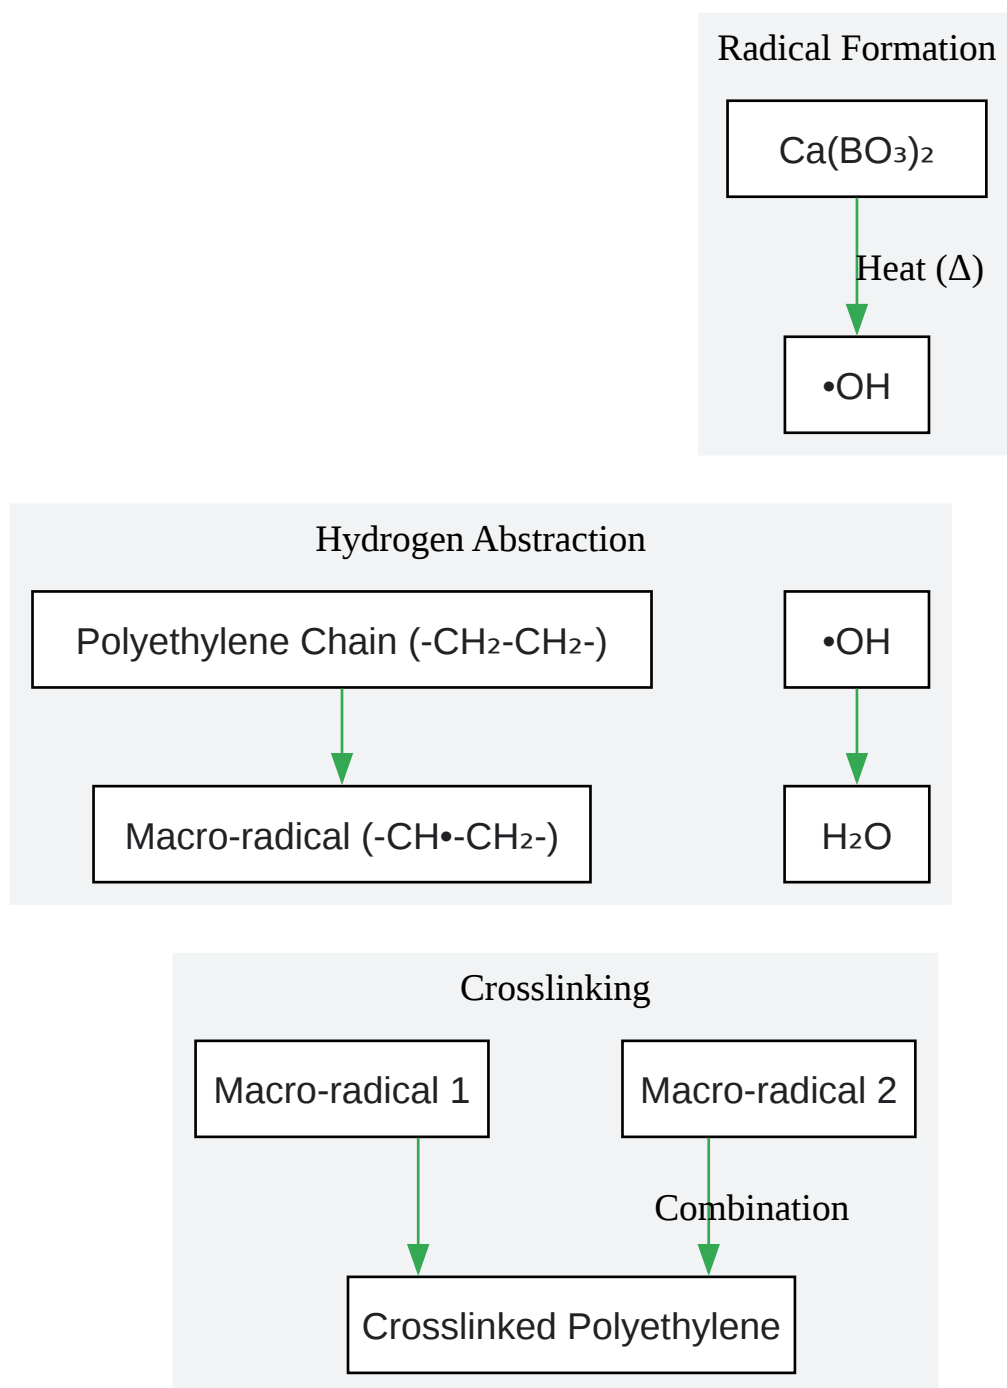 Radical Formation
Ca(BO₃)₂
Heat (Δ)
•OH
Hydrogen Abstraction
Polyethylene Chain (-CH₂-CH₂-)
•OH
Macro-radical (-CH•-CH₂-)
H₂O
Crosslinking
Macro-radical 1
Macro-radical 2
Combination
Crosslinked Polyethylene